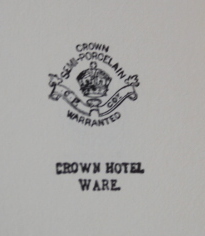 CROWN
SEMI-PORCELAIN
C P Cº Y
WARRANTED
CROWN HOTEL
WARE.